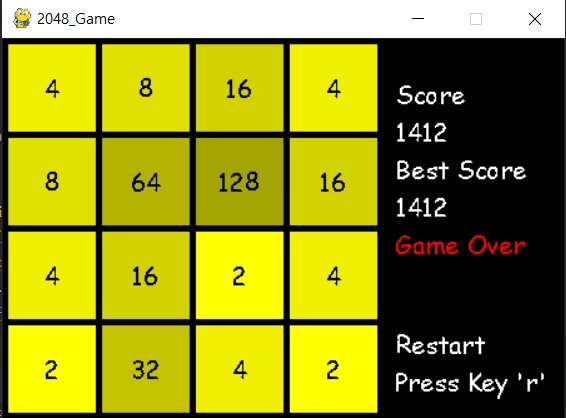 2048_Game
4 8 16 4
8 64 128 16
4 16 2 4
2 32 4 2
Score
1412
Best Score
1412
Game Over
Restart
Press Key 'r'